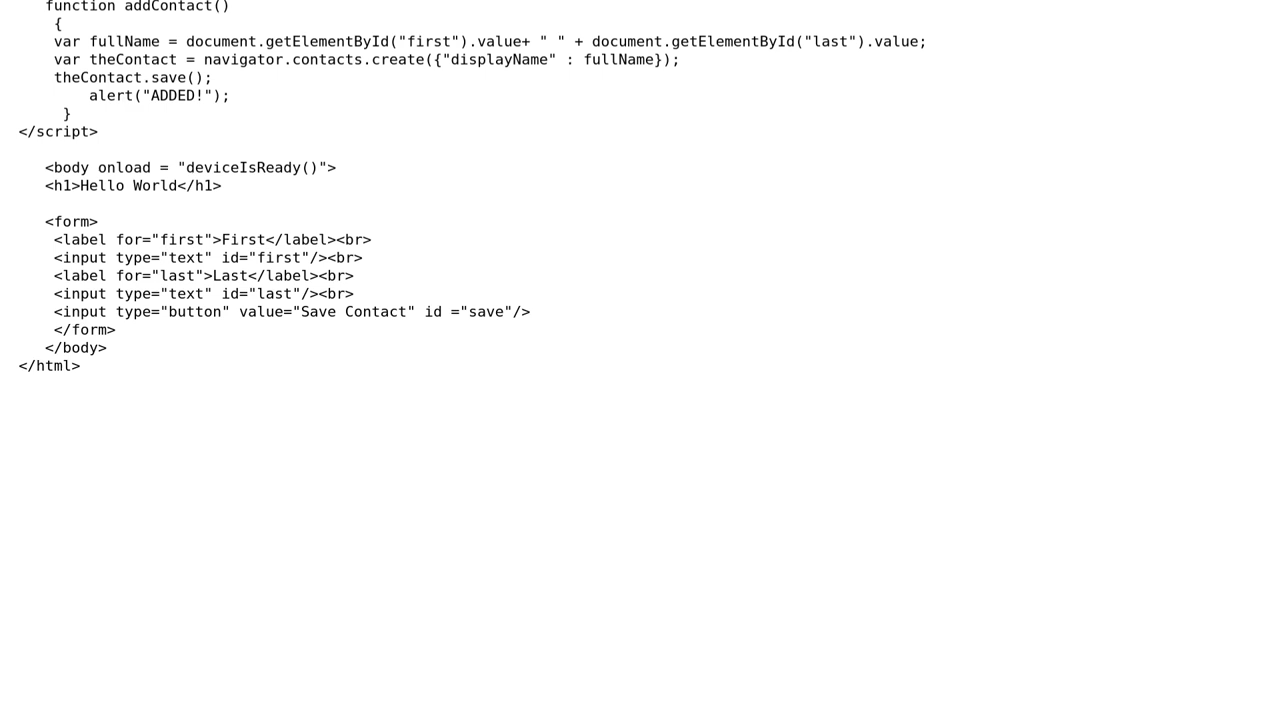 function addContact()
{
var fullName = document.getElementById("first").value+ " " + document.getElementById("last").value;
var theContact = navigator.contacts.create({"displayName" : fullName});
theContact.save();
alert("ADDED!");
}
</script>
<body onload = "deviceIsReady()">
<h1>Hello World</h1>
<form>
<label for="first">First</label><br>
<input type="text" id="first"/><br>
<label for="last">Last</label><br>
<input type="text" id="last"/><br>
<input type="button" value="Save Contact" id ="save"/>
</form>
</body>
</html>